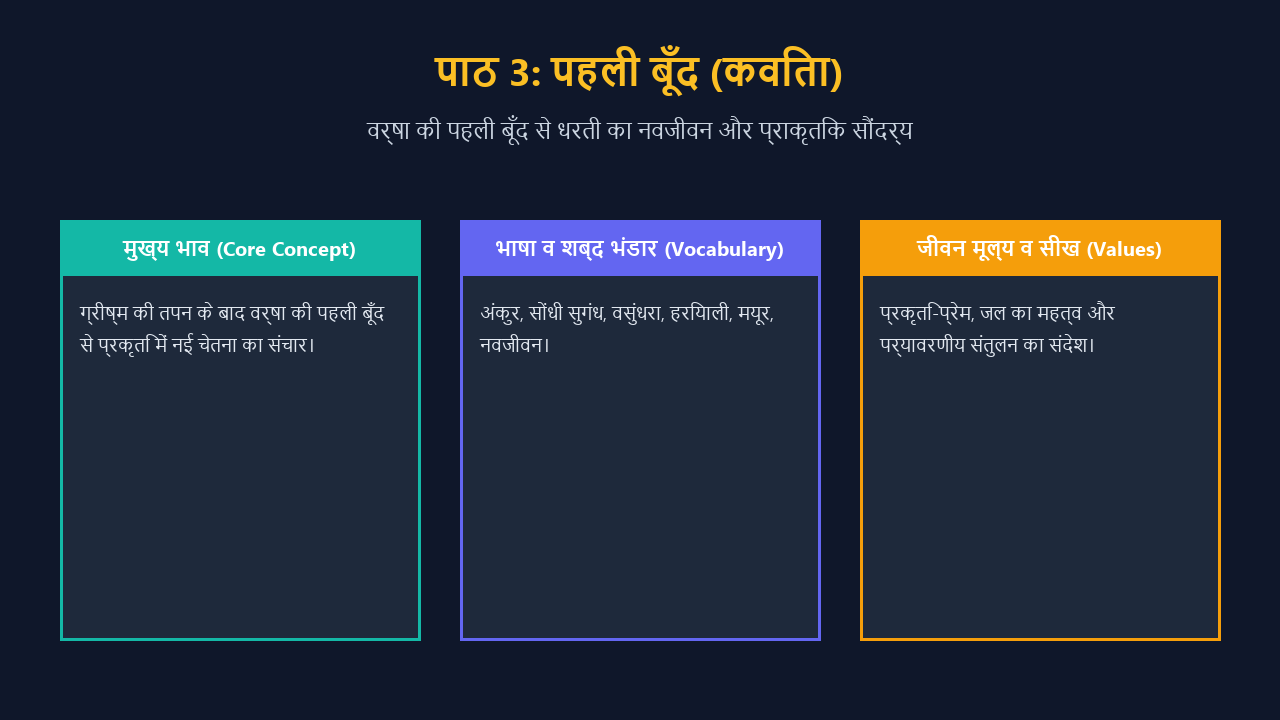 पाठ 3: पहली बूँद (कविता)
वर्षा की पहली बूँद से धरती का नवजीवन और प्राकृतिक सौंदर्य
मुख्य भाव (Core Concept)
ग्रीष्म की तपन के बाद वर्षा की पहली बूँद
से प्रकृति में नई चेतना का संचार।
भाषा व शब्द भंडार (Vocabulary)
अंकुर, सोंधी सुगंध, वसुंधरा, हरियाली, मयूर,
नवजीवन।
जीवन मूल्य व सीख (Values)
प्रकृति-प्रेम, जल का महत्व और
पर्यावरणीय संतुलन का संदेश।